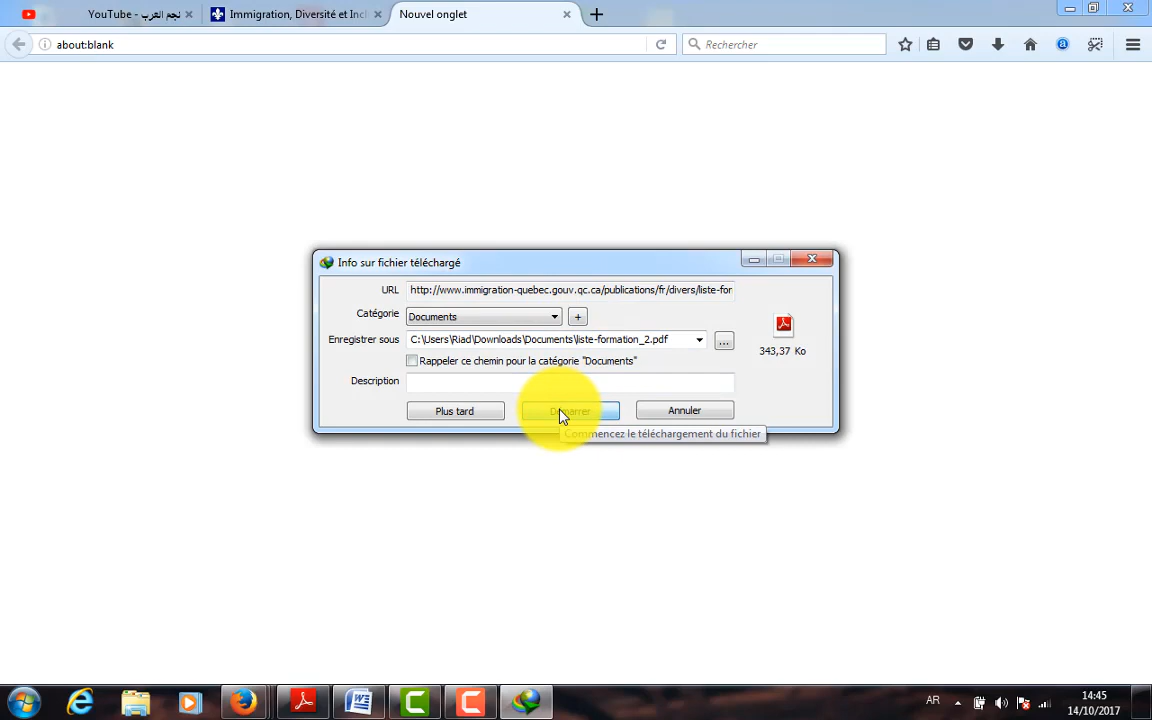 YouTube - نجم العرب
Immigration, Diversité et Incl
Nouvel onglet
about:blank
Rechercher
Info sur fichier téléchargé
URL http://www.immigration-quebec.gouv.qc.ca/publications/fr/divers/liste-for
Catégorie Documents +
Enregistrer sous C:\Users\Riad\Downloads\Documents\liste-formation_2.pdf ...
343,37 Ko
Rappeler ce chemin pour la catégorie "Documents"
Description
Plus tard Démarrer Annuler
Commencez le téléchargement du fichier
AR
14:45
14/10/2017